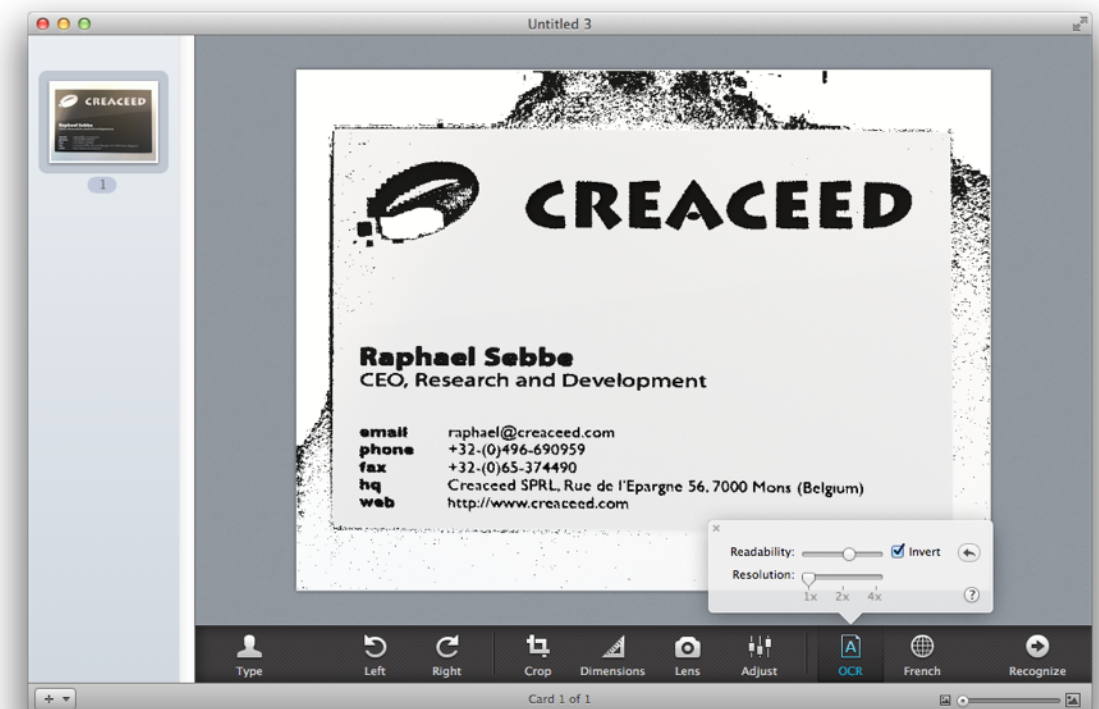 Untitled 3
CREACEED
1
CREACEED
Raphael Sebbe
CEO, Research and Development
email raphael@creaceed.com
phone +32-(0)496-690959
fax +32-(0)65-374490
hq Creaceed SPRL, Rue de l'Epargne 56, 7000 Mons (Belgium)
web http://www.creaceed.com
Readability: Invert
Resolution:
1x 2x 4x
?
Type Left Right Crop Dimensions Lens Adjust A OCR French Recognize
Card 1 of 1